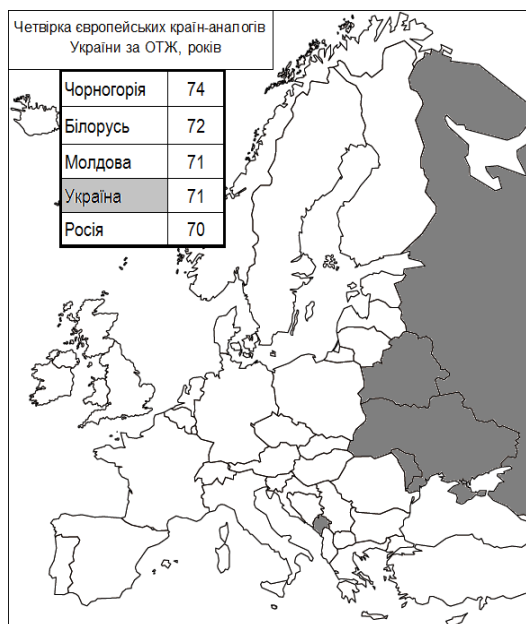 Четвірка європейських країн-аналогів
України за ОТЖ, років
Чорногорія 74
Білорусь 72
Молдова 71
Україна 71
Росія 70